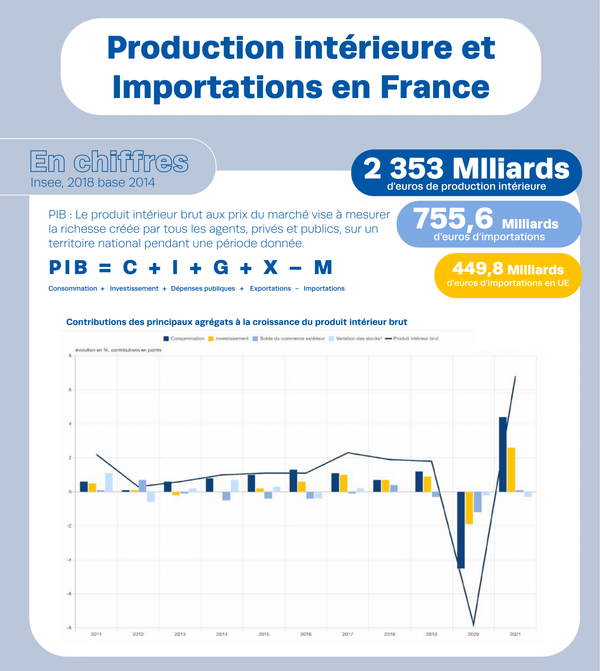 Production intérieure et
Importations en France
En chiffres
Insee, 2018 base 2014
2 353 MIliards
d'euros de production intérieure
755,6 Milliards
d'euros d'importations
449,8 Milliards
d'euros d'importations en UE
PIB : Le produit intérieur brut aux prix du marché vise à mesurer
la richesse créée par tous les agents, privés et publics, sur un
territoire national pendant une période donnée.
PIB = C + I + G + X – M
Consommation + Investissement + Dépenses publiques + Exportations – Importations
Contributions des principaux agrégats à la croissance du produit intérieur brut
Consommation Investissement Solde du commerce extérieur Variation des stocks² Produit intérieur brut
évolution en %, contributions en points
8
6
4
2
0
-2
-4
-6
-8
2011 2012 2013 2014 2015 2016 2017 2018 2019 2020 2021